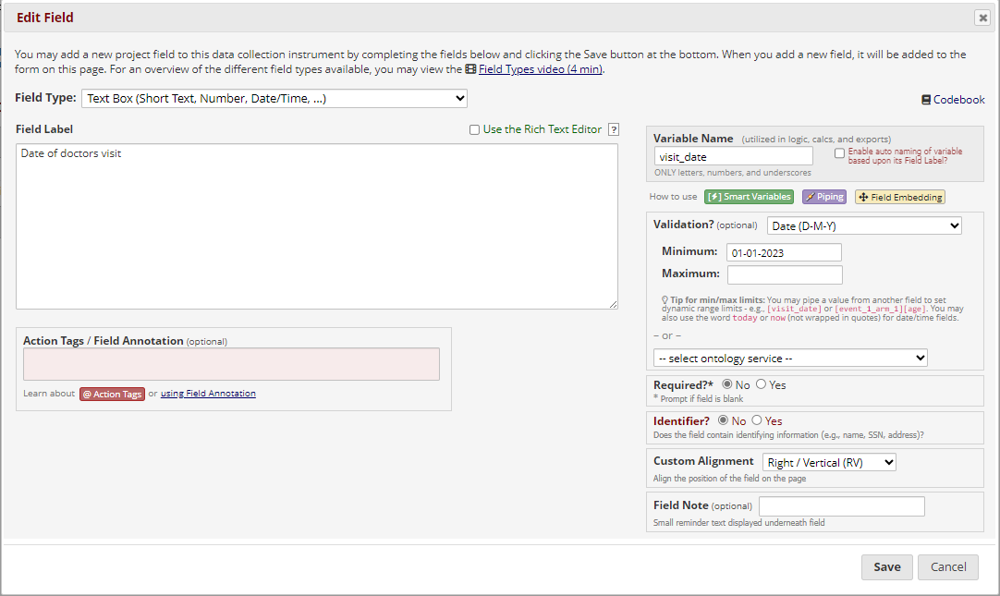 Edit Field
You may add a new project field to this data collection instrument by completing the fields below and clicking the Save button at the bottom. When you add a new field, it will be added to the
form on this page. For an overview of the different field types available, you may view the Field Types video (4 min).
Field Type: Text Box (Short Text, Number, Date/Time, ...)
Codebook
Field Label
Use the Rich Text Editor ?
Date of doctors visit
Action Tags / Field Annotation (optional)
Learn about @ Action Tags or using Field Annotation
Variable Name (utilized in logic, calcs, and exports)
visit_date
Enable auto naming of variable
based upon its Field Label?
ONLY letters, numbers, and underscores
How to use [⚡] Smart Variables Piping Field Embedding
Validation? (optional) Date (D-M-Y)
Minimum: 01-01-2023
Maximum:
Tip for min/max limits: You may pipe a value from another field to set
dynamic range limits - e.g., [visit_date] or [event_1_arm_1][age]. You may
also use the word today or now (not wrapped in quotes) for date/time fields.
– or –
-- select ontology service --
Required?* No Yes
* Prompt if field is blank
Identifier? No Yes
Does the field contain identifying information (e.g., name, SSN, address)?
Custom Alignment Right / Vertical (RV)
Align the position of the field on the page
Field Note (optional)
Small reminder text displayed underneath field
Save Cancel